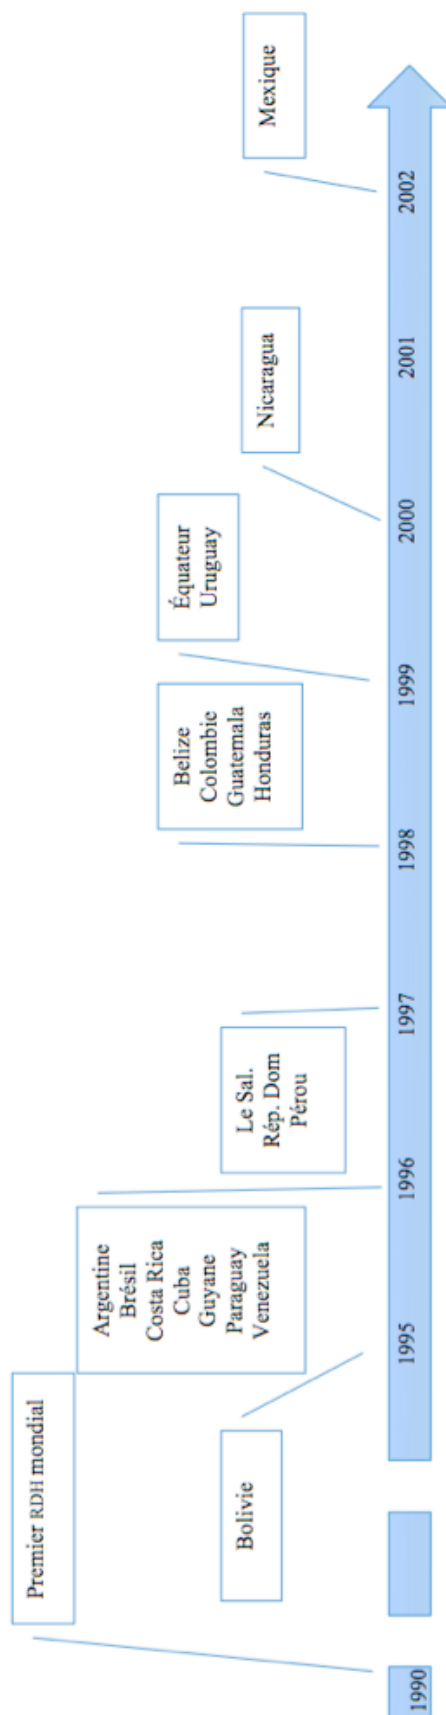 Premier RDH mondial
Bolivie
Argentine
Brésil
Costa Rica
Cuba
Guyane
Paraguay
Venezuela
Le Sal.
Rép. Dom
Pérou
Belize
Colombie
Guatemala
Honduras
Équateur
Uruguay
Nicaragua
Mexique
1990
1995
1996
1997
1998
1999
2000
2001
2002